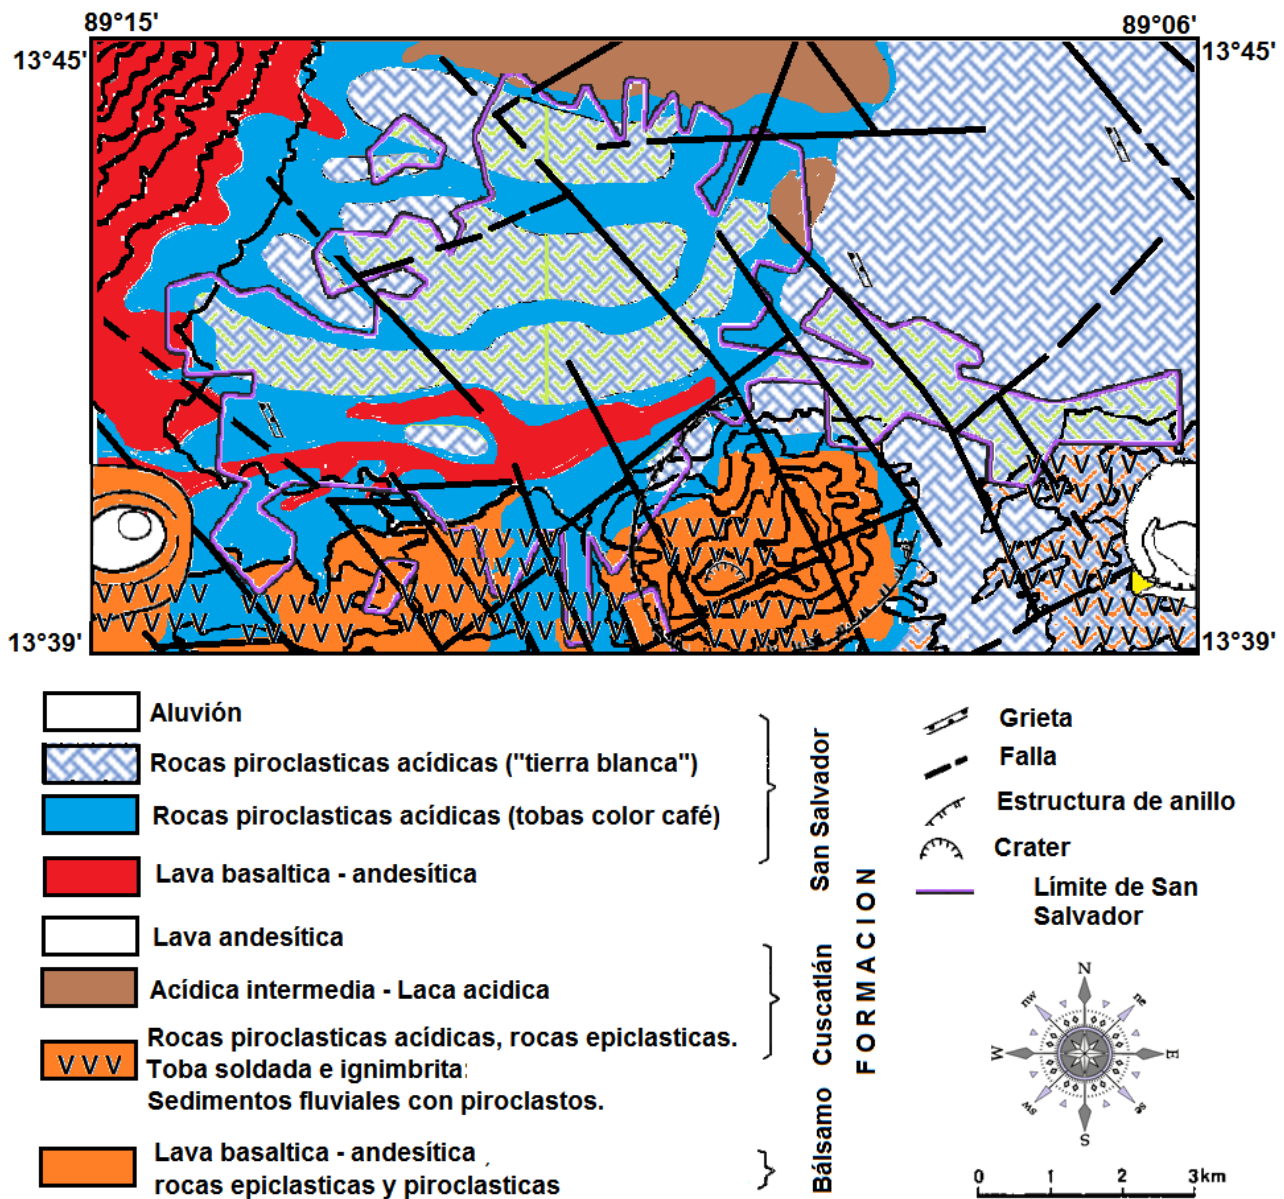 89°15'
89°06'
13°45'
13°45'
13°39'
13°39'
Aluvión
Rocas piroclasticas acídicas ("tierra blanca")
Rocas piroclasticas acídicas (tobas color café)
Lava basaltica - andesítica
Lava andesítica
Acídica intermedia - Laca acidica
Rocas piroclasticas acídicas, rocas epiclasticas.
V V V
Toba soldada e ignimbrita:
Sedimentos fluviales con piroclastos.
Lava basaltica - andesítica
rocas epiclasticas y piroclasticas
San Salvador
Cuscatlán
Bálsamo
FORMACION
Grieta
Falla
Estructura de anillo
Crater
Límite de San
Salvador
N
ne
E
se
S
sw
W
nw
0 1 2 3km